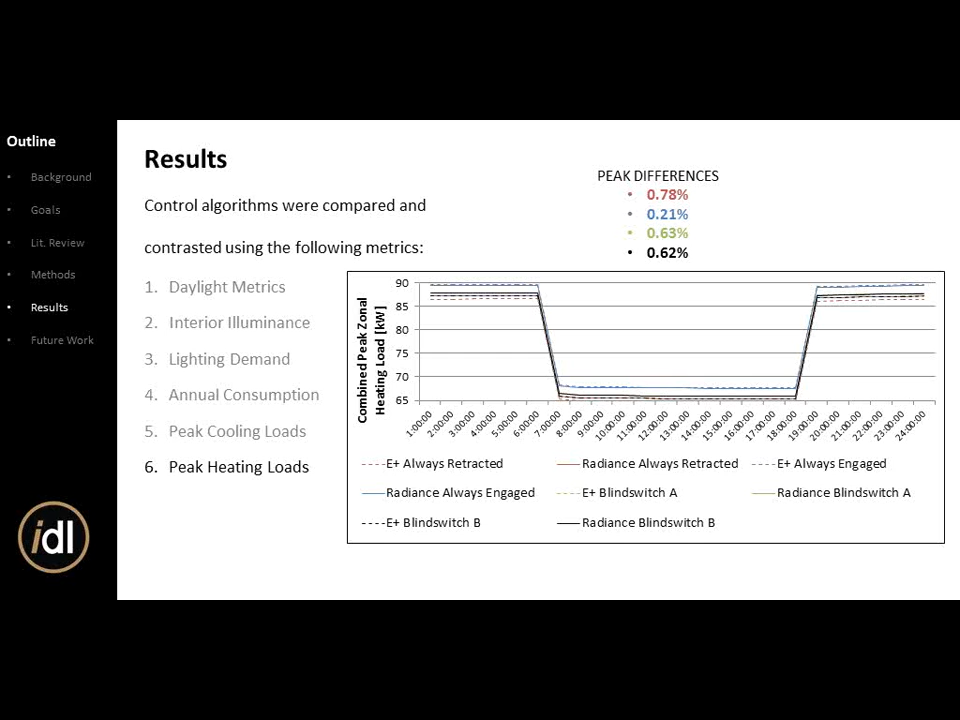 Outline
• Background
• Goals
• Lit. Review
• Methods
• Results
• Future Work
idl
Results
Control algorithms were compared and
contrasted using the following metrics:
1. Daylight Metrics
2. Interior Illuminance
3. Lighting Demand
4. Annual Consumption
5. Peak Cooling Loads
6. Peak Heating Loads
PEAK DIFFERENCES
• 0.78%
• 0.21%
• 0.63%
• 0.62%
Combined Peak Zonal
Heating Load [kW]
90
85
80
75
70
65
1:00:00 2:00:00 3:00:00 4:00:00 5:00:00 6:00:00 7:00:00 8:00:00 9:00:00 10:00:00 11:00:00 12:00:00 13:00:00 14:00:00 15:00:00 16:00:00 17:00:00 18:00:00 19:00:00 20:00:00 21:00:00 22:00:00 23:00:00 24:00:00
E+ Always Retracted Radiance Always Retracted E+ Always Engaged
Radiance Always Engaged E+ Blindswitch A Radiance Blindswitch A
E+ Blindswitch B Radiance Blindswitch B